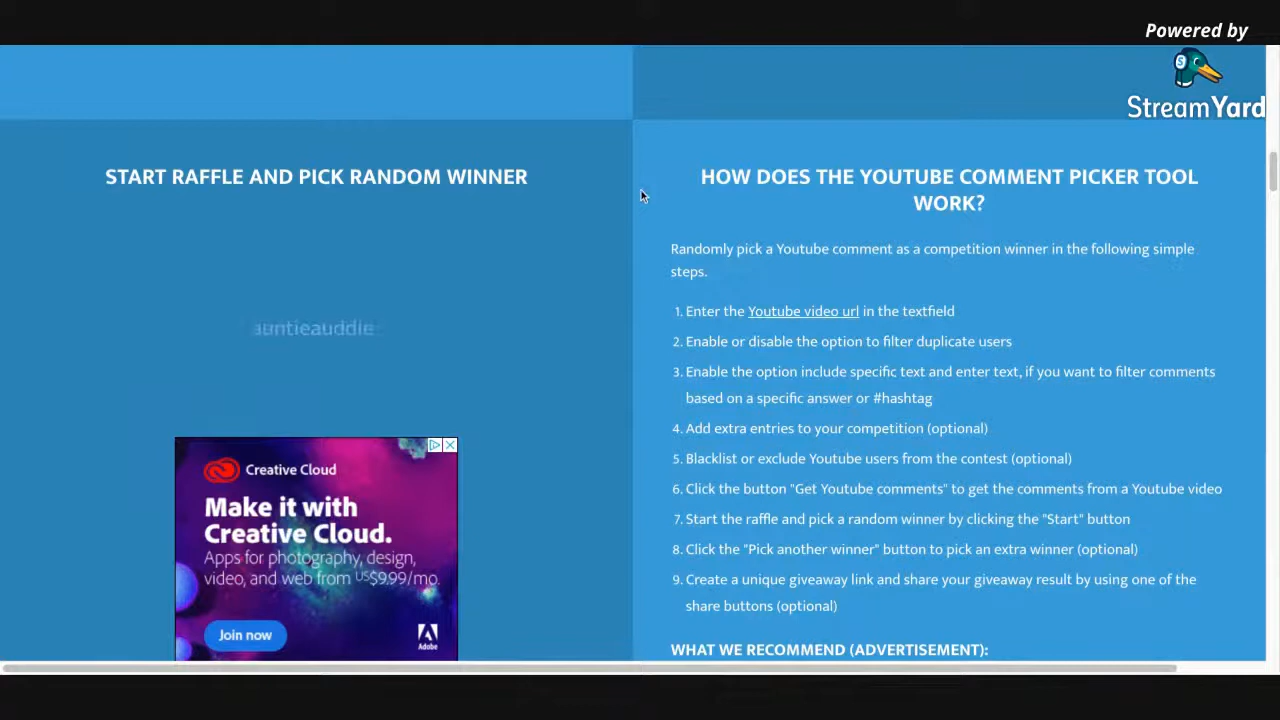 Powered by
StreamYard
START RAFFLE AND PICK RANDOM WINNER
auntieauddie
Creative Cloud
Make it with
Creative Cloud.
Apps for photography, design,
video, and web from US$9.99/mo.
Join now
Adobe
HOW DOES THE YOUTUBE COMMENT PICKER TOOL
WORK?
Randomly pick a Youtube comment as a competition winner in the following simple
steps.
1. Enter the Youtube video url in the textfield
2. Enable or disable the option to filter duplicate users
3. Enable the option include specific text and enter text, if you want to filter comments
based on a specific answer or #hashtag
4. Add extra entries to your competition (optional)
5. Blacklist or exclude Youtube users from the contest (optional)
6. Click the button "Get Youtube comments" to get the comments from a Youtube video
7. Start the raffle and pick a random winner by clicking the "Start" button
8. Click the "Pick another winner" button to pick an extra winner (optional)
9. Create a unique giveaway link and share your giveaway result by using one of the
share buttons (optional)
WHAT WE RECOMMEND (ADVERTISEMENT):